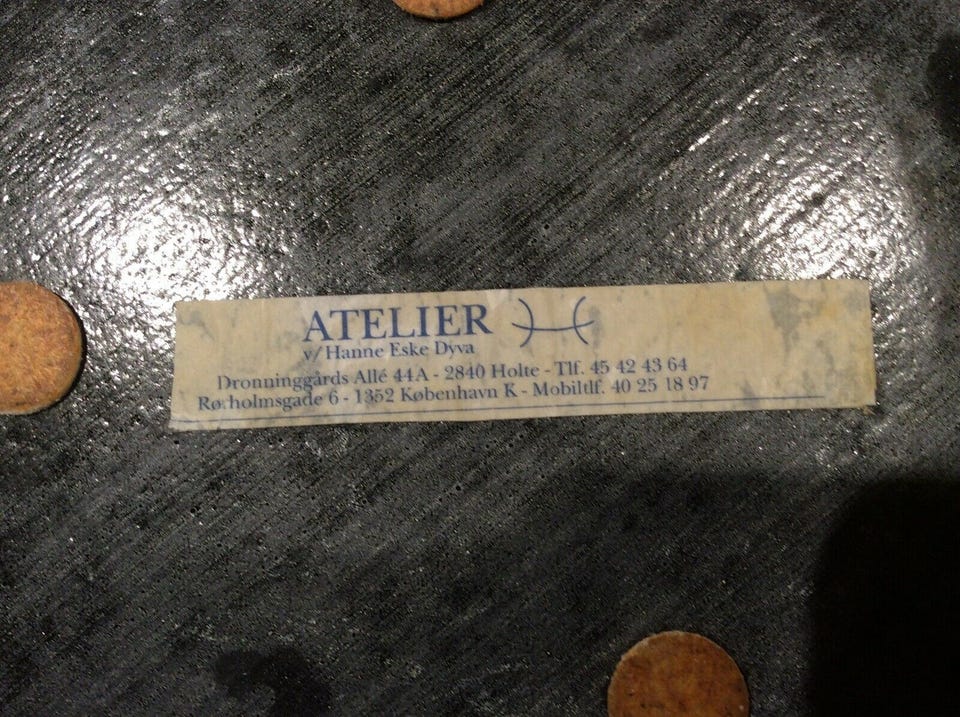 ATELIER
v/ Hanne Eske Dyva
Dronninggårds Allé 44A - 2840 Holte - Tlf. 45 42 43 64
6 - 1352 København K - Mobiltlf. 40 25 18 97